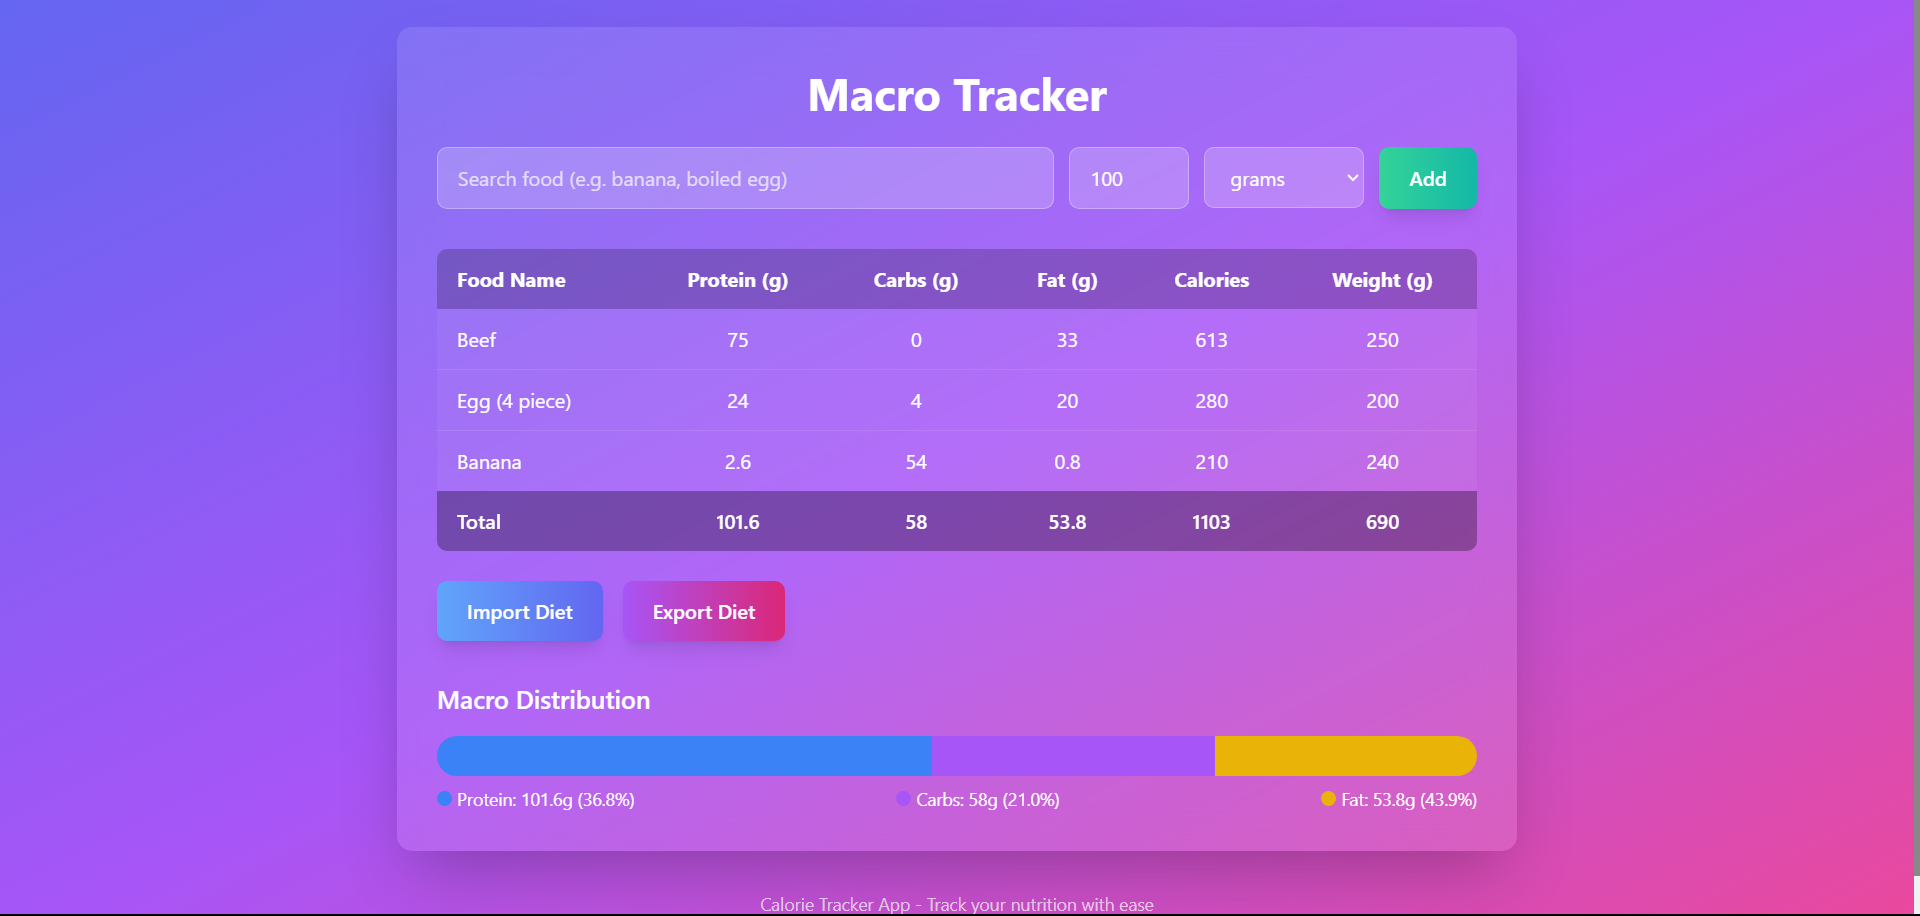 Macro Tracker
Search food (e.g. banana, boiled egg) 100 grams Add
Food Name Protein (g) Carbs (g) Fat (g) Calories Weight (g)
Beef 75 0 33 613 250
Egg (4 piece) 24 4 20 280 200
Banana 2.6 54 0.8 210 240
Total 101.6 58 53.8 1103 690
Import Diet Export Diet
Macro Distribution
Protein: 101.6g (36.8%) Carbs: 58g (21.0%) Fat: 53.8g (43.9%)
Calorie Tracker App - Track your nutrition with ease